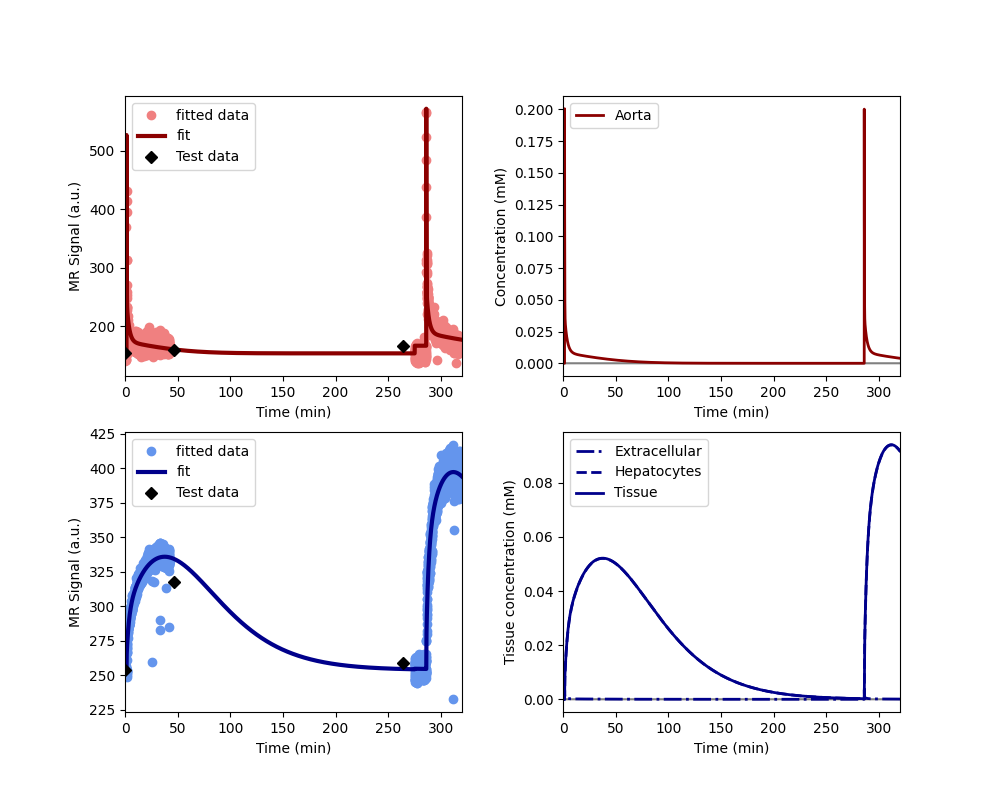 fitted data
fit
Test data
500
400
300
200
MR Signal (a.u.)
0 50 100 150 200 250 300
Time (min)
Aorta
0.200
0.175
0.150
0.125
0.100
0.075
0.050
0.025
0.000
Concentration (mM)
0 50 100 150 200 250 300
Time (min)
fitted data
fit
Test data
425
400
375
350
325
300
275
250
225
MR Signal (a.u.)
0 50 100 150 200 250 300
Time (min)
Extracellular
Hepatocytes
Tissue
0.08
0.06
0.04
0.02
0.00
Tissue concentration (mM)
0 50 100 150 200 250 300
Time (min)